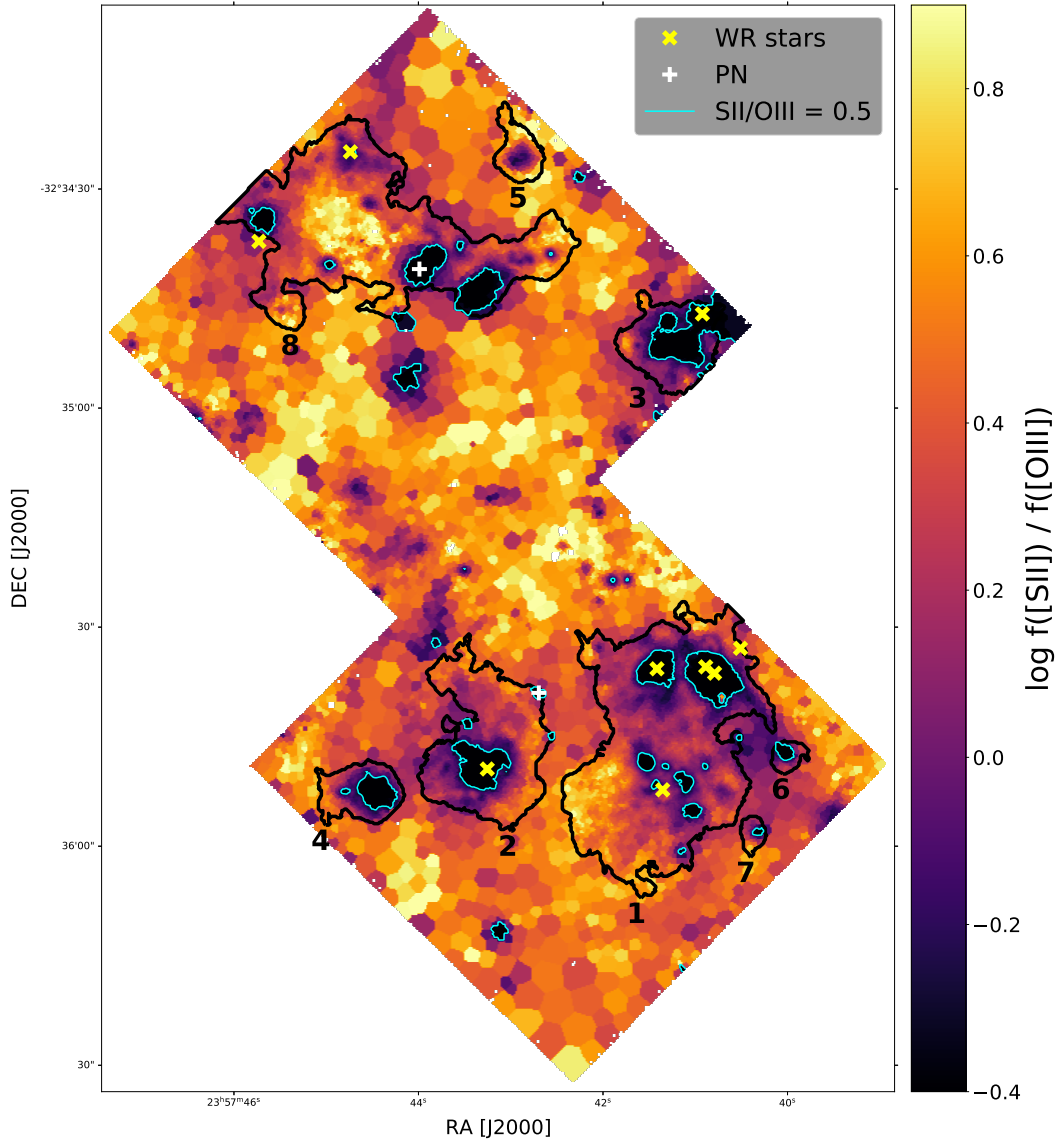 WR stars
PN
SII/OIII = 0.5
5
8
3
4
2
1
6
7
-32°34'30"
35'00"
30"
36'00"
30"
DEC [J2000]
23ʰ57ᵐ46ˢ
44ˢ
42ˢ
40ˢ
RA [J2000]
0.8
0.6
0.4
0.2
0.0
−0.2
−0.4
log f([SII]) / f([OIII])